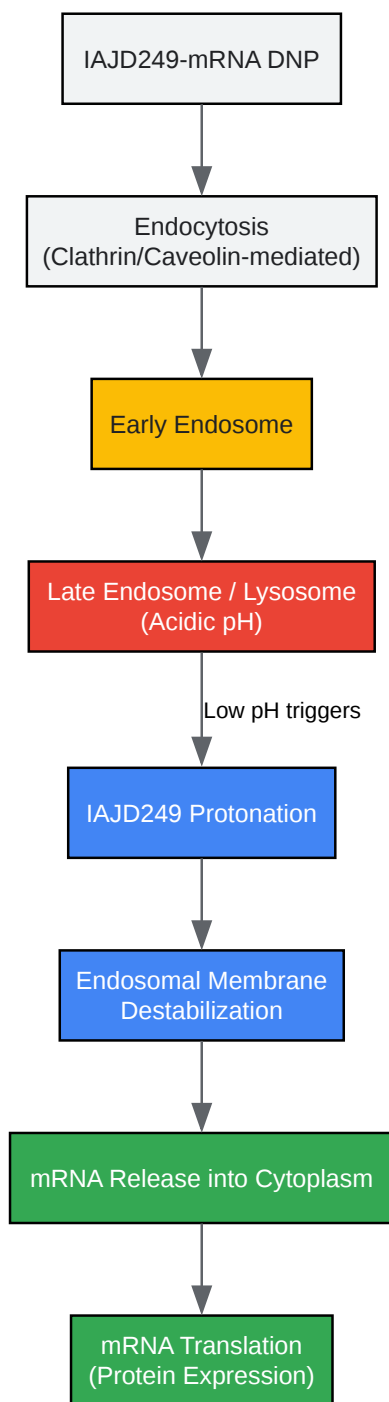 IAJD249-mRNA DNP
Endocytosis
(Clathrin/Caveolin-mediated)
Early Endosome
Late Endosome / Lysosome
(Acidic pH)
Low pH triggers
IAJD249 Protonation
Endosomal Membrane
Destabilization
mRNA Release into Cytoplasm
mRNA Translation
(Protein Expression)